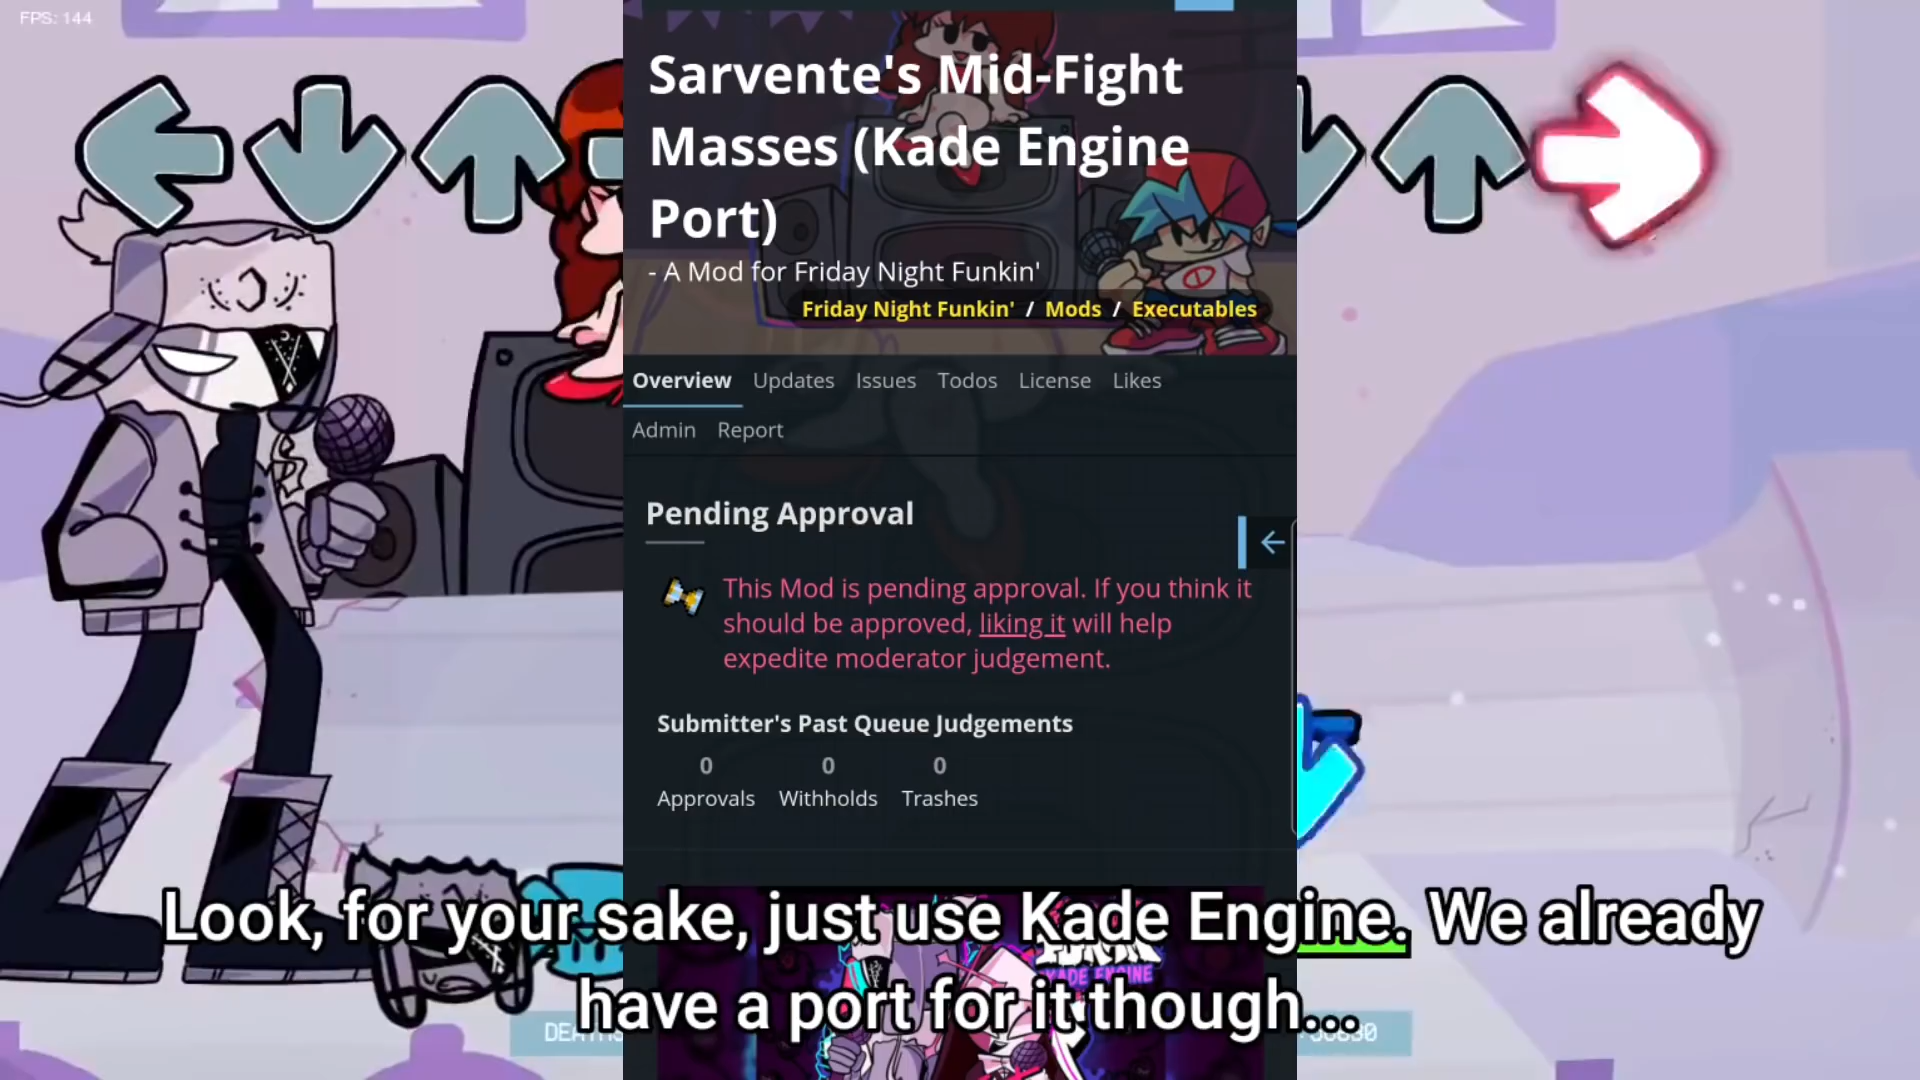 FPS: 144
Sarvente's Mid-Fight
Masses (Kade Engine
Port)
- A Mod for Friday Night Funkin'
Friday Night Funkin' / Mods / Executables
Overview Updates Issues Todos License Likes
Admin Report
Pending Approval
This Mod is pending approval. If you think it
should be approved, liking it will help
expedite moderator judgement.
Submitter's Past Queue Judgements
0 0 0
Approvals Withholds Trashes
Look, for your sake, just use Kade Engine. We already
KADE ENGINE
have a port for it though...